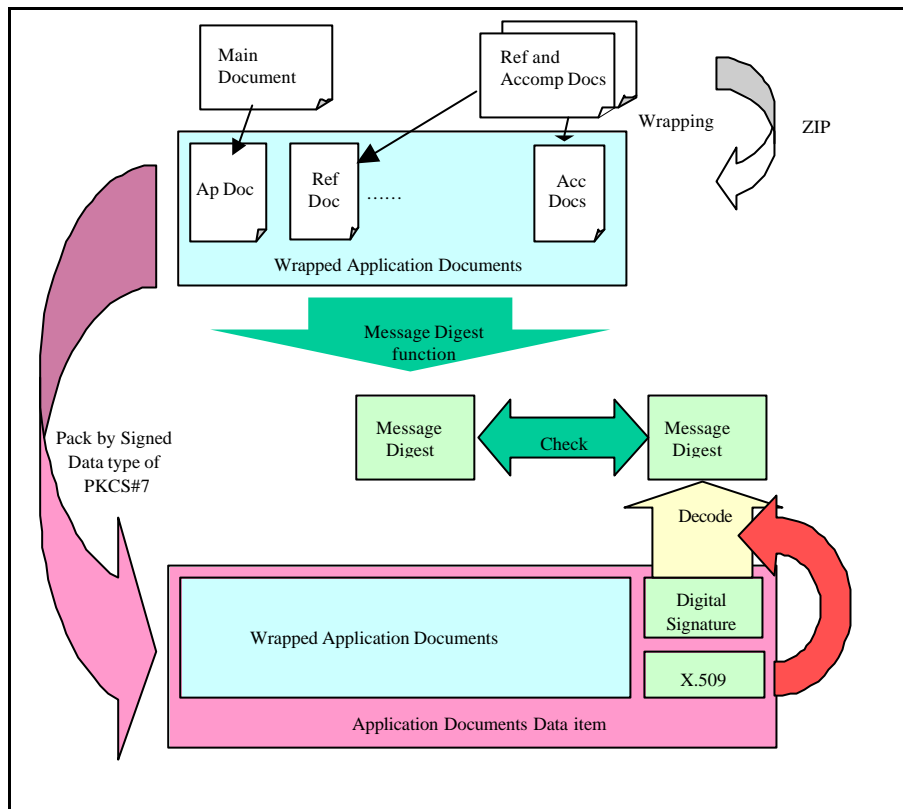 Main
Document
Ref and
Accomp Docs
Wrapping
ZIP
Ap Doc
Ref
Doc
……
Acc
Docs
Wrapped Application Documents
Message Digest
function
Message
Digest
Check
Message
Digest
Pack by Signed
Data type of
PKCS#7
Decode
Wrapped Application Documents
Digital
Signature
X.509
Application Documents Data item